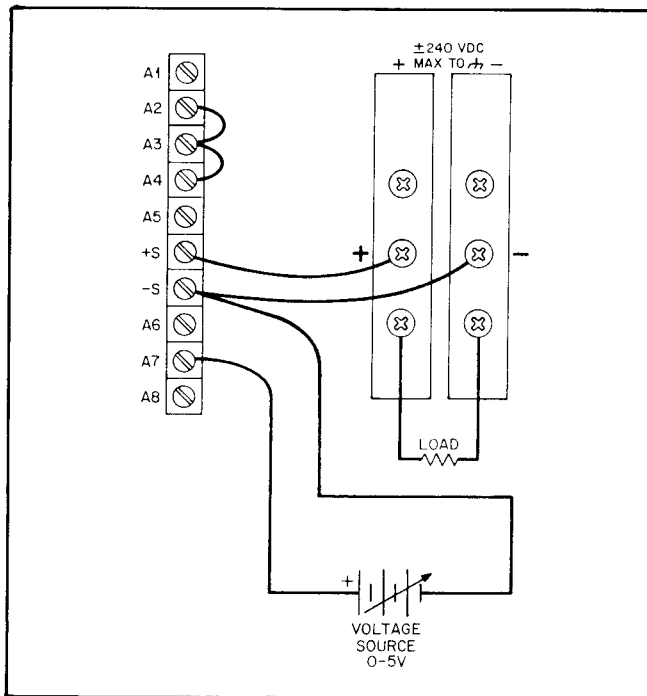 ±240 VDC
+ MAX TO ⏚ −
A1
A2
A3
A4
A5
+S
-S
A6
A7
A8
+
−
LOAD
+
VOLTAGE
SOURCE
0-5V